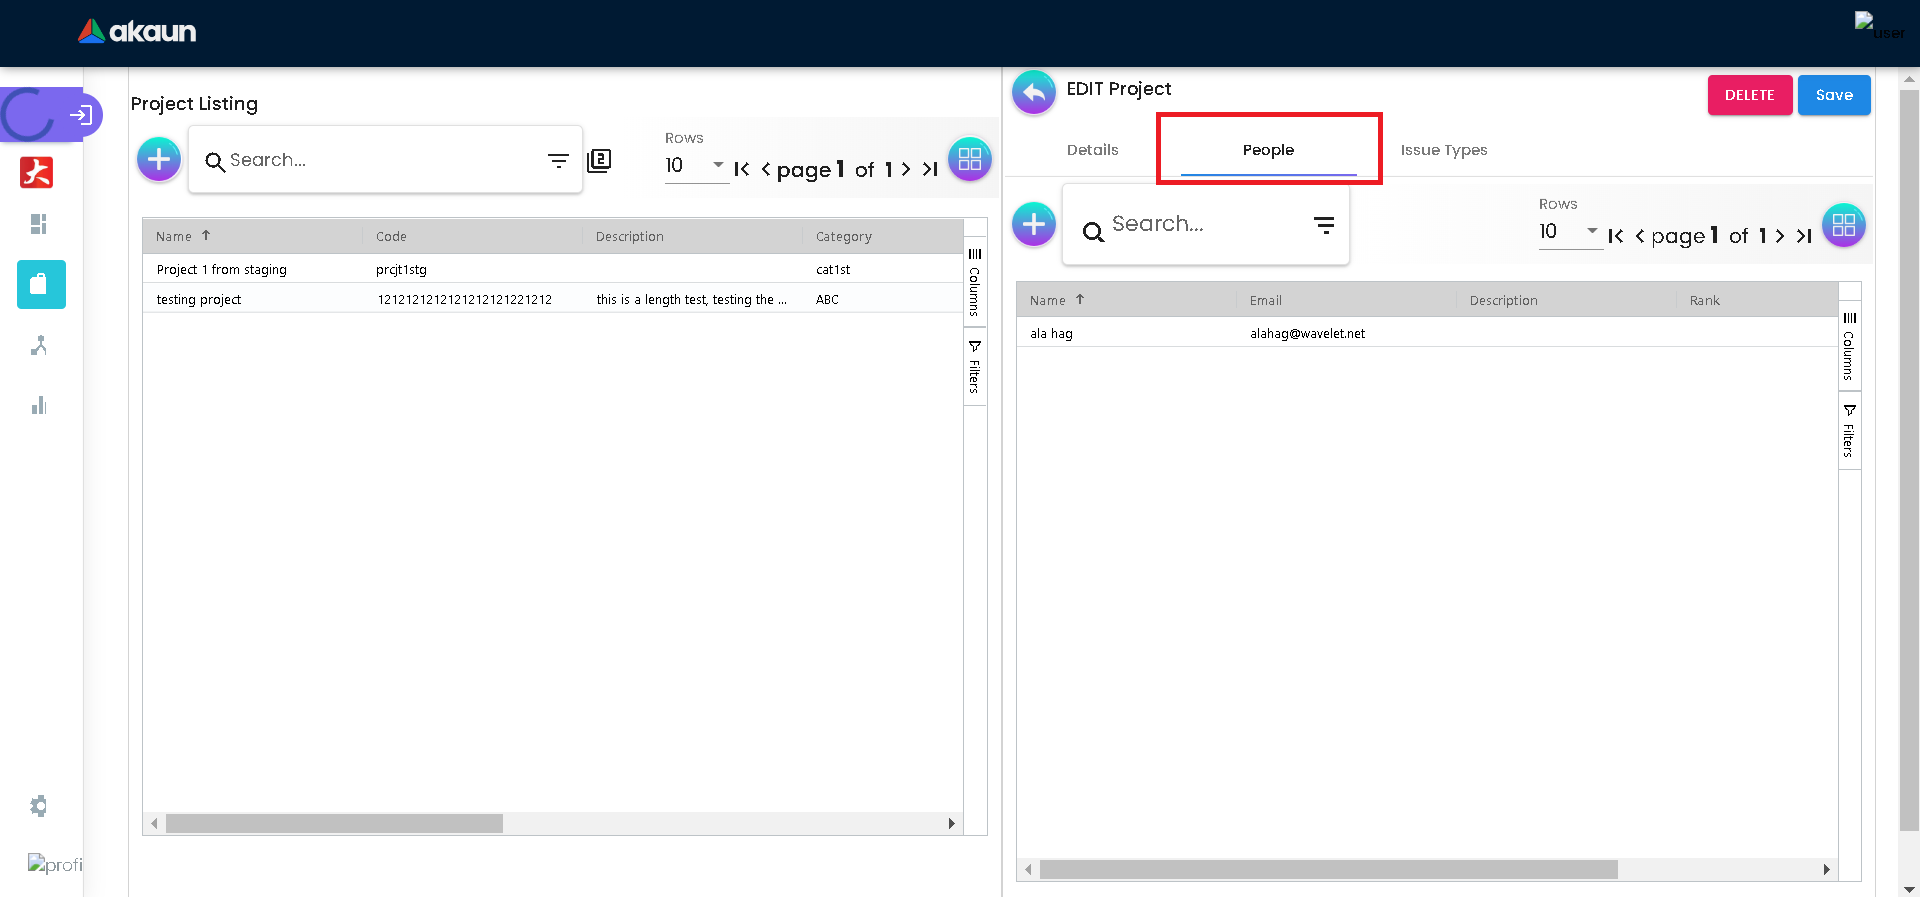 akaun
user
Project Listing
Search...
2
Rows
10
page 1 of 1
Name ↑ Code Description Category
Project 1 from staging prcjt1stg cat1st
testing project 1212121212121212121221212 this is a length test, testing the ... ABC
Columns
Filters
profi
EDIT Project
DELETE
Save
Details
People
Issue Types
Search...
Rows
10
page 1 of 1
Name ↑ Email Description Rank
ala hag alahag@wavelet.net
Columns
Filters